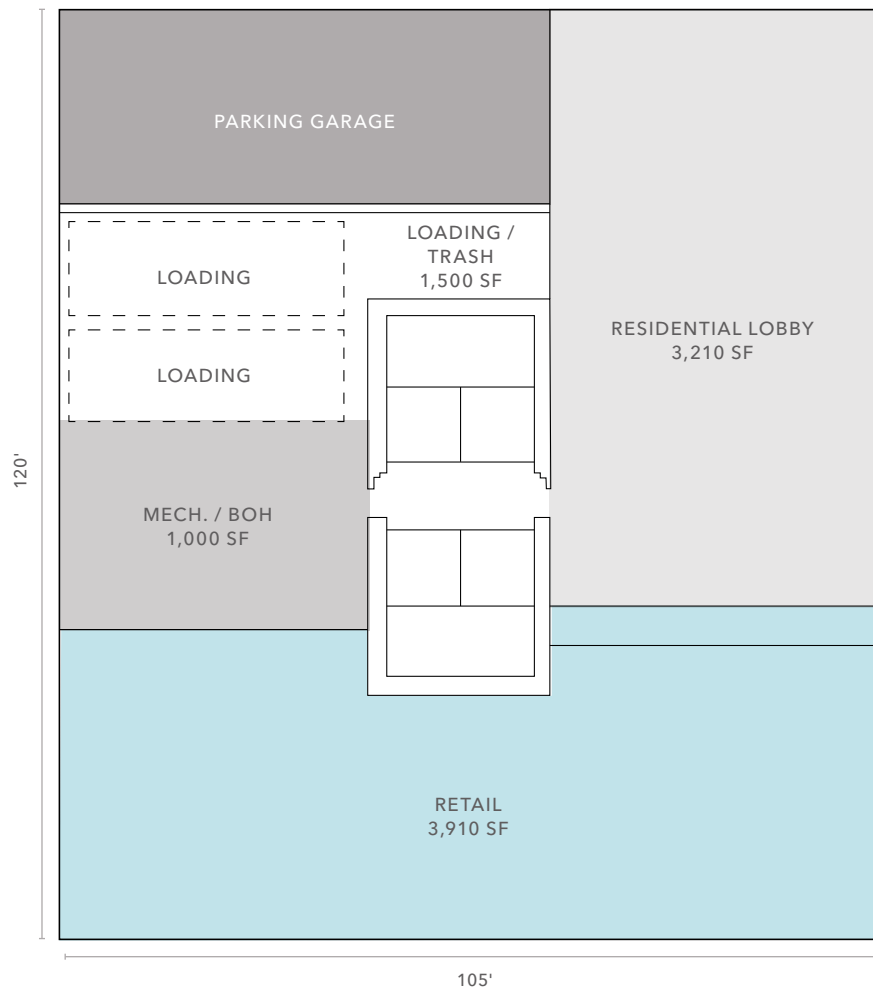 PARKING GARAGE
LOADING /
TRASH
1,500 SF
LOADING
LOADING
RESIDENTIAL LOBBY
3,210 SF
120'
MECH. / BOH
1,000 SF
RETAIL
3,910 SF
105'